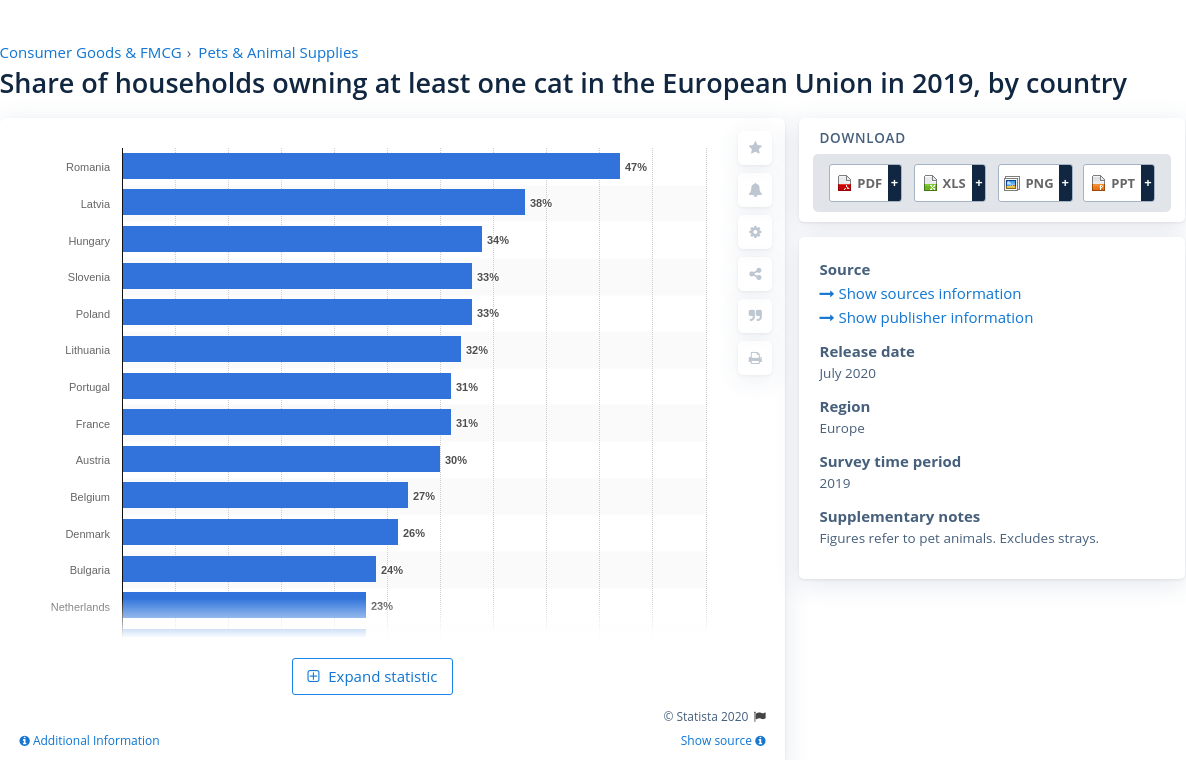 Consumer Goods & FMCG › Pets & Animal Supplies
Share of households owning at least one cat in the European Union in 2019, by country
Romania 47%
Latvia 38%
Hungary 34%
Slovenia 33%
Poland 33%
Lithuania 32%
Portugal 31%
France 31%
Austria 30%
Belgium 27%
Denmark 26%
Bulgaria 24%
Netherlands 23%
Expand statistic
© Statista 2020
Additional Information
Show source
DOWNLOAD
PDF + XLS + PNG + PPT +
Source
Show sources information
Show publisher information
Release date
July 2020
Region
Europe
Survey time period
2019
Supplementary notes
Figures refer to pet animals. Excludes strays.